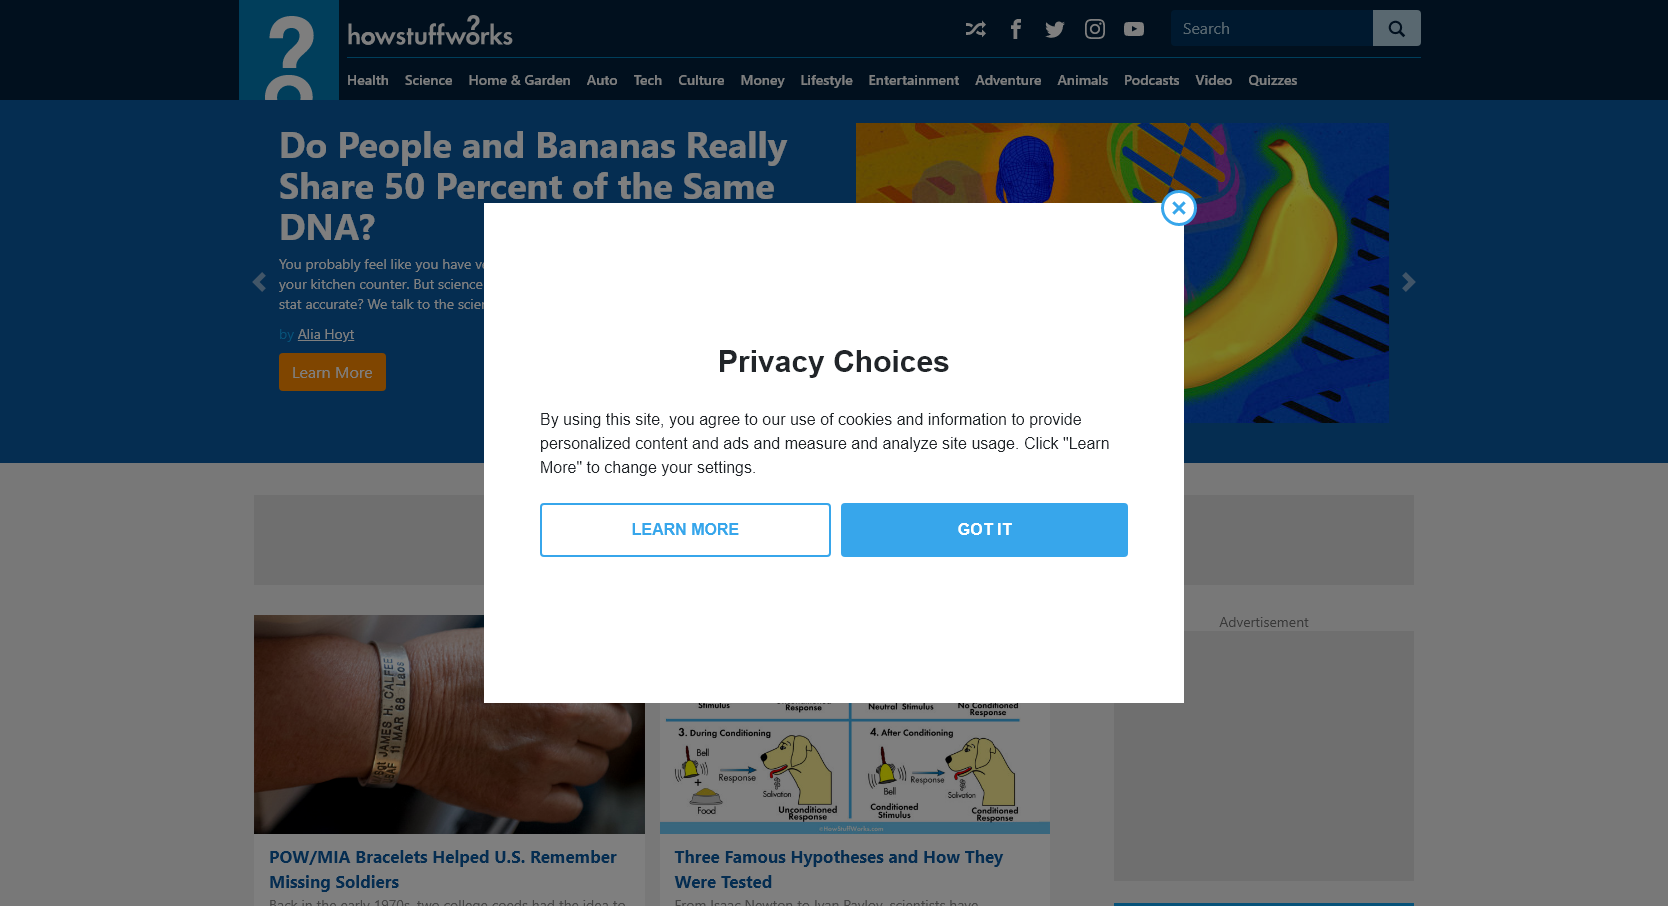 howstuffworks
Search
Health Science Home & Garden Auto Tech Culture Money Lifestyle Entertainment Adventure Animals Podcasts Video Quizzes
Do People and Bananas Really
Share 50 Percent of the Same
DNA?
You probably feel like you have
your kitchen counter. But science
stat accurate? We talk to the
by Alia Hoyt
Learn More
Privacy Choices
By using this site, you agree to our use of cookies and information to provide
personalized content and ads and measure and analyze site usage. Click "Learn
More" to change your settings.
LEARN MORE
GOT IT
Advertisement
JAMES H. CALFEE
11 MAR 68 Laos
Stimulus
Response
Neutral Stimulus
No Conditioned
Response
3. During Conditioning
Bell
+
Food
Response
Salivation
Unconditioned
Response
4. After Conditioning
Bell
Response
Salivation
Conditioned
Stimulus
Conditioned
Response
©HowStuffWorks.com
POW/MIA Bracelets Helped U.S. Remember
Missing Soldiers
Back in the early 1970s, two college coeds had the idea to
Three Famous Hypotheses and How They
Were Tested
From Isaac Newton to Ivan Pavlov, scientists have